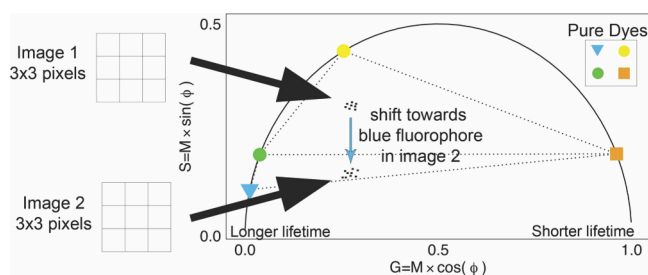 Image 1
3x3 pixels
Image 2
3x3 pixels
S=M×sin(ϕ)
0.5
0.0
Pure Dyes
shift towards
blue fluorophore
in image 2
Longer lifetime
Shorter lifetime
0.0
0.5
1.0
G=M×cos(ϕ)